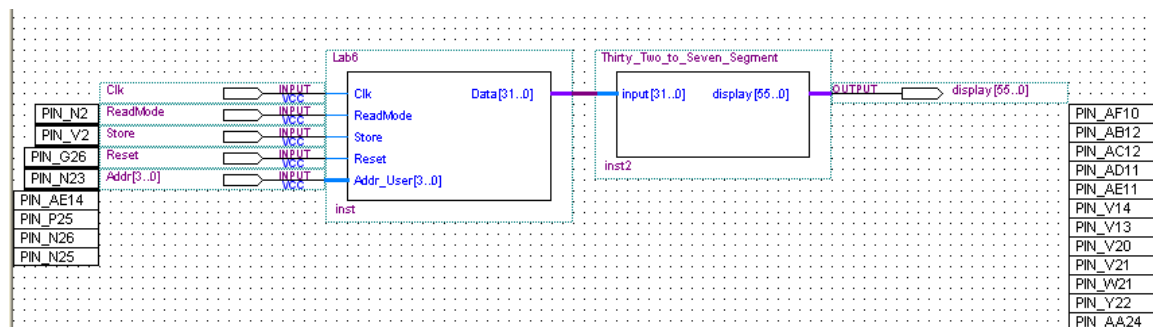 Lab6
Thirty_Two_to_Seven_Segment
Clk INPUT VCC Clk Data[31..0] input[31..0] display[55..0] OUTPUT display[55..0]
PIN_N2 ReadMode INPUT VCC ReadMode
PIN_V2 Store INPUT VCC Store
PIN_G26 Reset INPUT VCC Reset
PIN_N23 Addr[3..0] INPUT VCC Addr_User[3..0]
inst
inst2
PIN_AE14
PIN_P25
PIN_N26
PIN_N25
PIN_AF10
PIN_AB12
PIN_AC12
PIN_AD11
PIN_AE11
PIN_V14
PIN_V13
PIN_V20
PIN_V21
PIN_W21
PIN_Y22
PIN_AA24